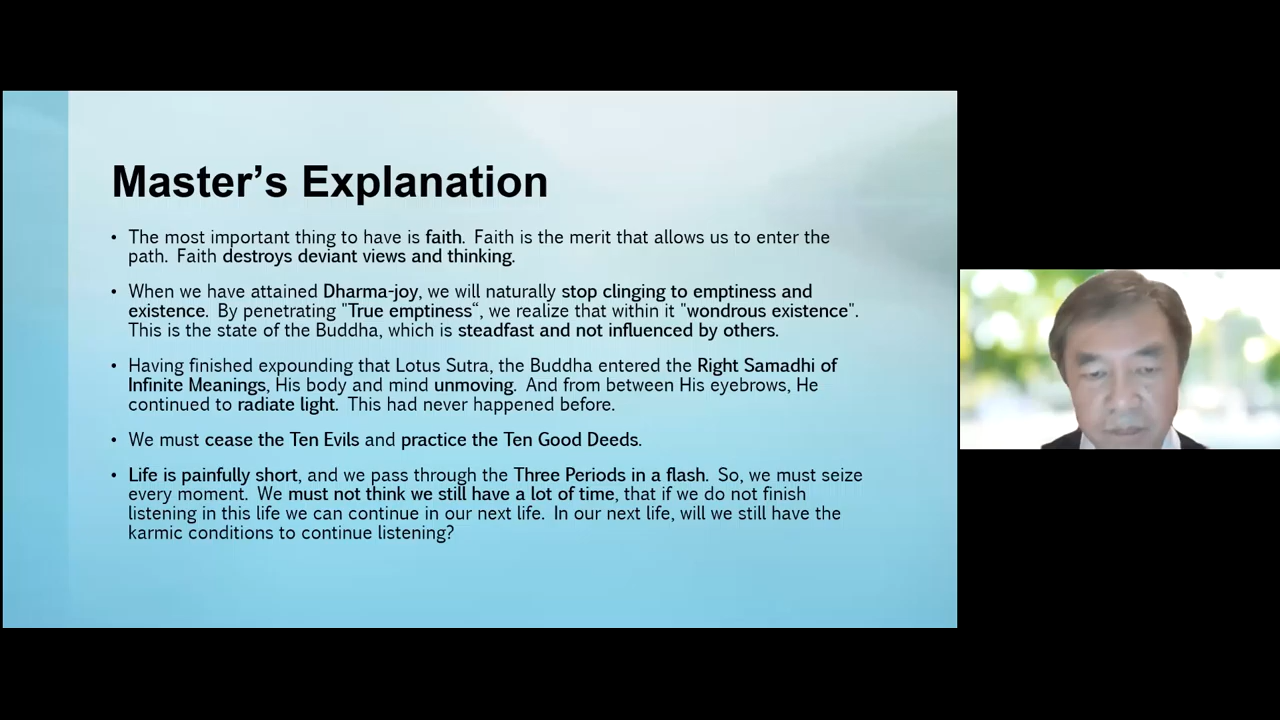 Master’s Explanation
• The most important thing to have is faith. Faith is the merit that allows us to enter the
path. Faith destroys deviant views and thinking.
• When we have attained Dharma-joy, we will naturally stop clinging to emptiness and
existence. By penetrating "True emptiness“, we realize that within it "wondrous existence".
This is the state of the Buddha, which is steadfast and not influenced by others.
• Having finished expounding that Lotus Sutra, the Buddha entered the Right Samadhi of
Infinite Meanings, His body and mind unmoving. And from between His eyebrows, He
continued to radiate light. This had never happened before.
• We must cease the Ten Evils and practice the Ten Good Deeds.
• Life is painfully short, and we pass through the Three Periods in a flash. So, we must seize
every moment. We must not think we still have a lot of time, that if we do not finish
listening in this life we can continue in our next life. In our next life, will we still have the
karmic conditions to continue listening?